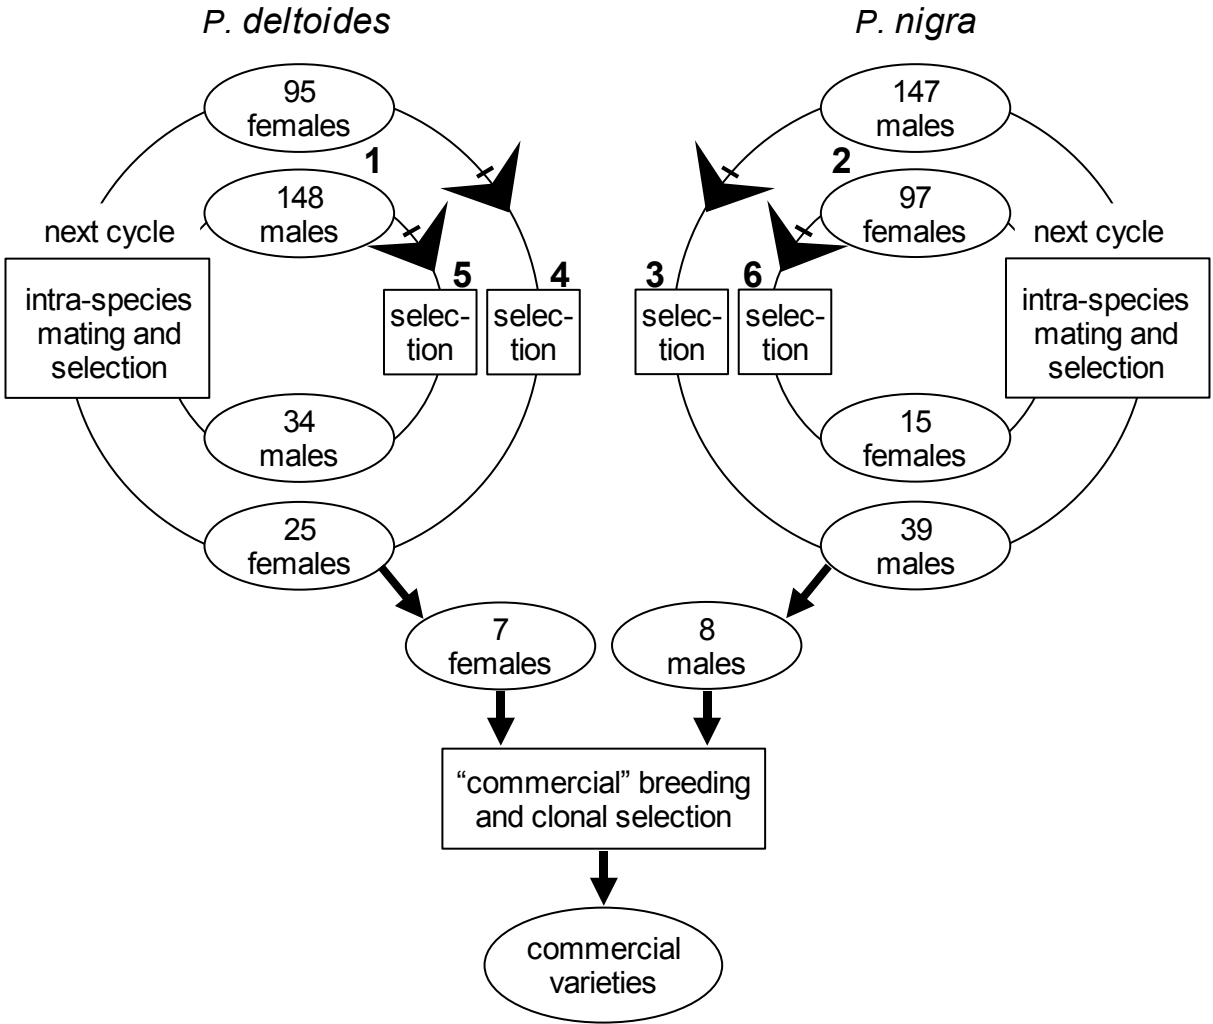 P. deltoides
P. nigra
95
females
147
males
1
2
148
males
97
females
next cycle
next cycle
5
4
3
6
intra-species
mating and
selection
selec-
tion
selec-
tion
selec-
tion
selec-
tion
intra-species
mating and
selection
34
males
15
females
25
females
39
males
7
females
8
males
“commercial” breeding
and clonal selection
commercial
varieties